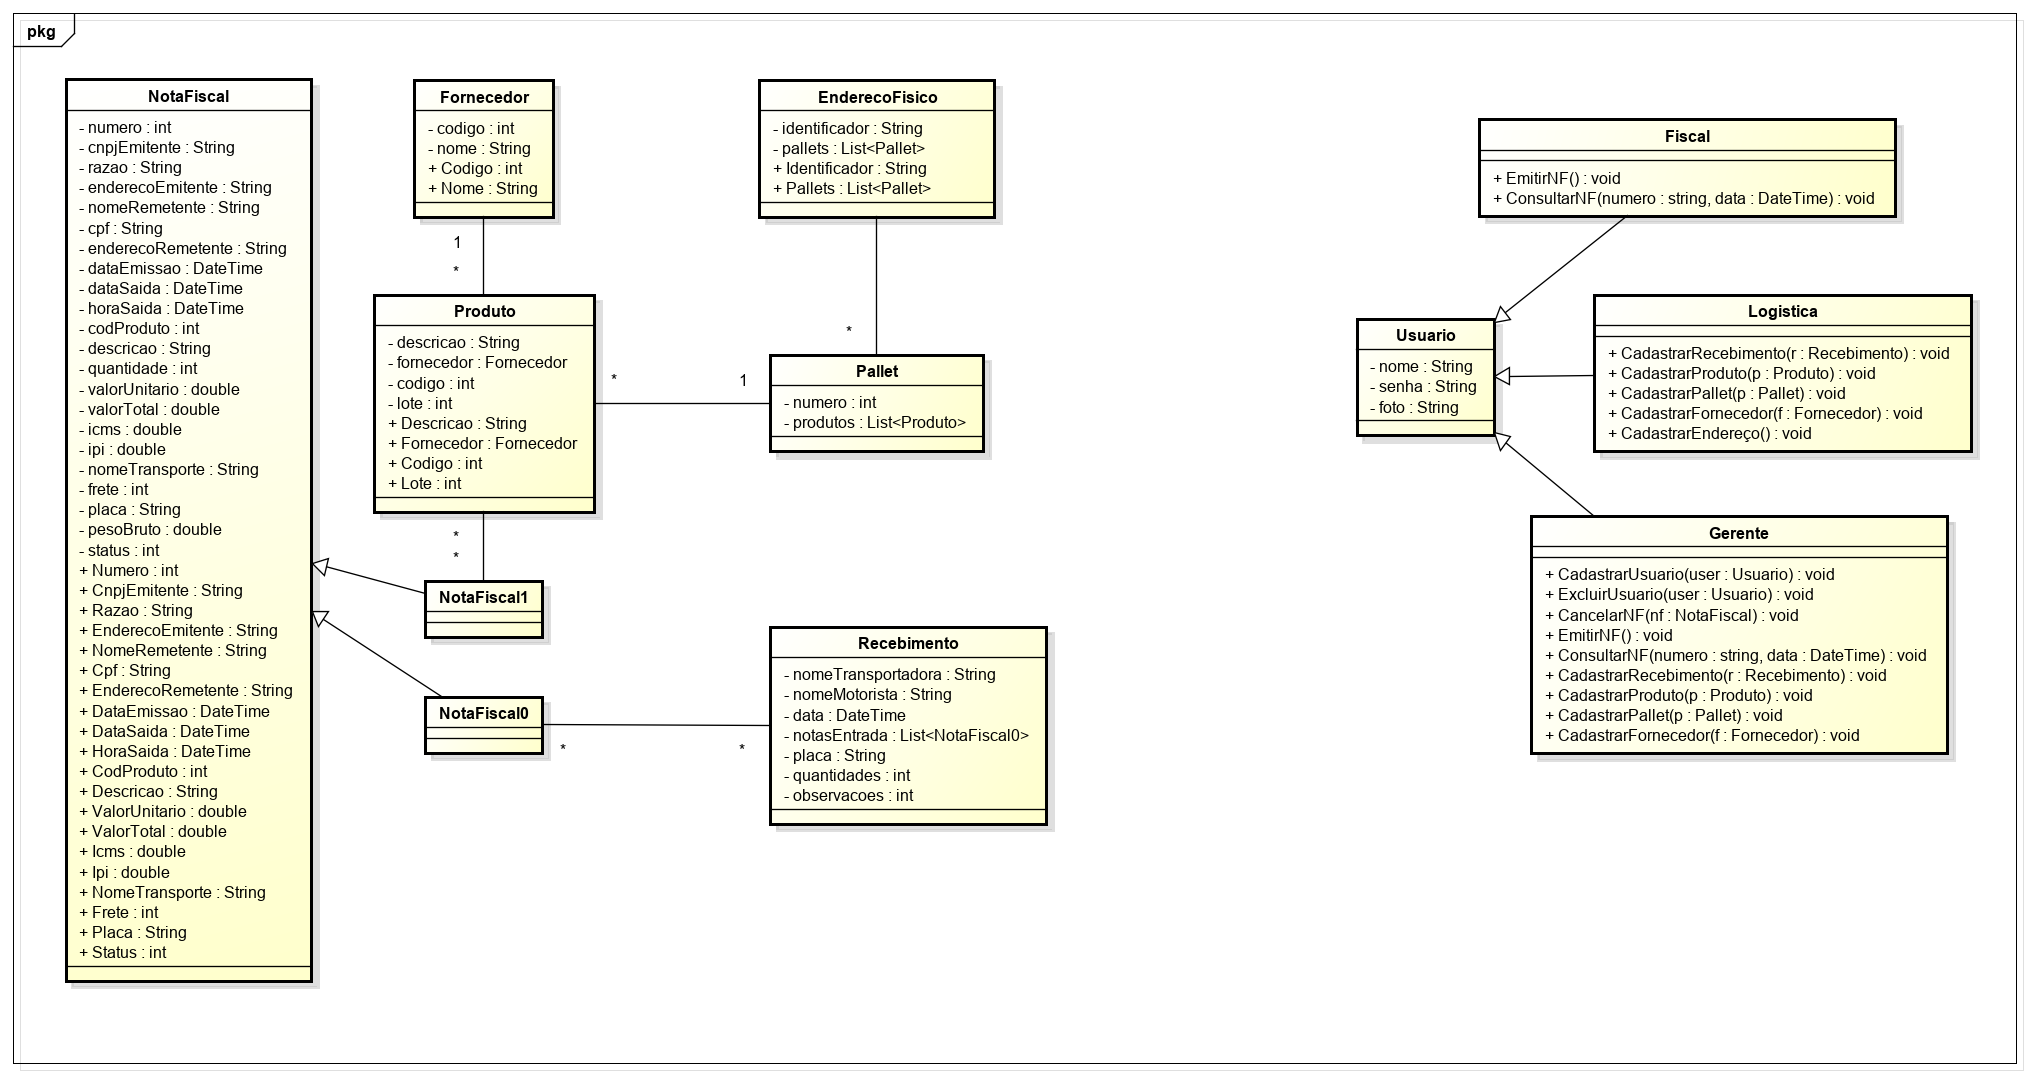 pkg
NotaFiscal
- numero : int
- cnpjEmitente : String
- razao : String
- enderecoEmitente : String
- nomeRemetente : String
- cpf : String
- enderecoRemetente : String
- dataEmissao : DateTime
- dataSaida : DateTime
- horaSaida : DateTime
- codProduto : int
- descricao : String
- quantidade : int
- valorUnitario : double
- valorTotal : double
- icms : double
- ipi : double
- nomeTransporte : String
- frete : int
- placa : String
- pesoBruto : double
- status : int
+ Numero : int
+ CnpjEmitente : String
+ Razao : String
+ EnderecoEmitente : String
+ NomeRemetente : String
+ Cpf : String
+ EnderecoRemetente : String
+ DataEmissao : DateTime
+ DataSaida : DateTime
+ HoraSaida : DateTime
+ CodProduto : int
+ Descricao : String
+ ValorUnitario : double
+ ValorTotal : double
+ Icms : double
+ Ipi : double
+ NomeTransporte : String
+ Frete : int
+ Placa : String
+ Status : int
Fornecedor
- codigo : int
- nome : String
+ Codigo : int
+ Nome : String
1
*
Produto
- descricao : String
- fornecedor : Fornecedor
- codigo : int
- lote : int
+ Descricao : String
+ Fornecedor : Fornecedor
+ Codigo : int
+ Lote : int
*
*
NotaFiscal1
NotaFiscal0
* *
EnderecoFisico
- identificador : String
- pallets : List<Pallet>
+ Identificador : String
+ Pallets : List<Pallet>
*
* 1
Pallet
- numero : int
- produtos : List<Produto>
Recebimento
- nomeTransportadora : String
- nomeMotorista : String
- data : DateTime
- notasEntrada : List<NotaFiscal0>
- placa : String
- quantidades : int
- observacoes : int
Fiscal
+ EmitirNF() : void
+ ConsultarNF(numero : string, data : DateTime) : void
Usuario
- nome : String
- senha : String
- foto : String
Logistica
+ CadastrarRecebimento(r : Recebimento) : void
+ CadastrarProduto(p : Produto) : void
+ CadastrarPallet(p : Pallet) : void
+ CadastrarFornecedor(f : Fornecedor) : void
+ CadastrarEndereço() : void
Gerente
+ CadastrarUsuario(user : Usuario) : void
+ ExcluirUsuario(user : Usuario) : void
+ CancelarNF(nf : NotaFiscal) : void
+ EmitirNF() : void
+ ConsultarNF(numero : string, data : DateTime) : void
+ CadastrarRecebimento(r : Recebimento) : void
+ CadastrarProduto(p : Produto) : void
+ CadastrarPallet(p : Pallet) : void
+ CadastrarFornecedor(f : Fornecedor) : void